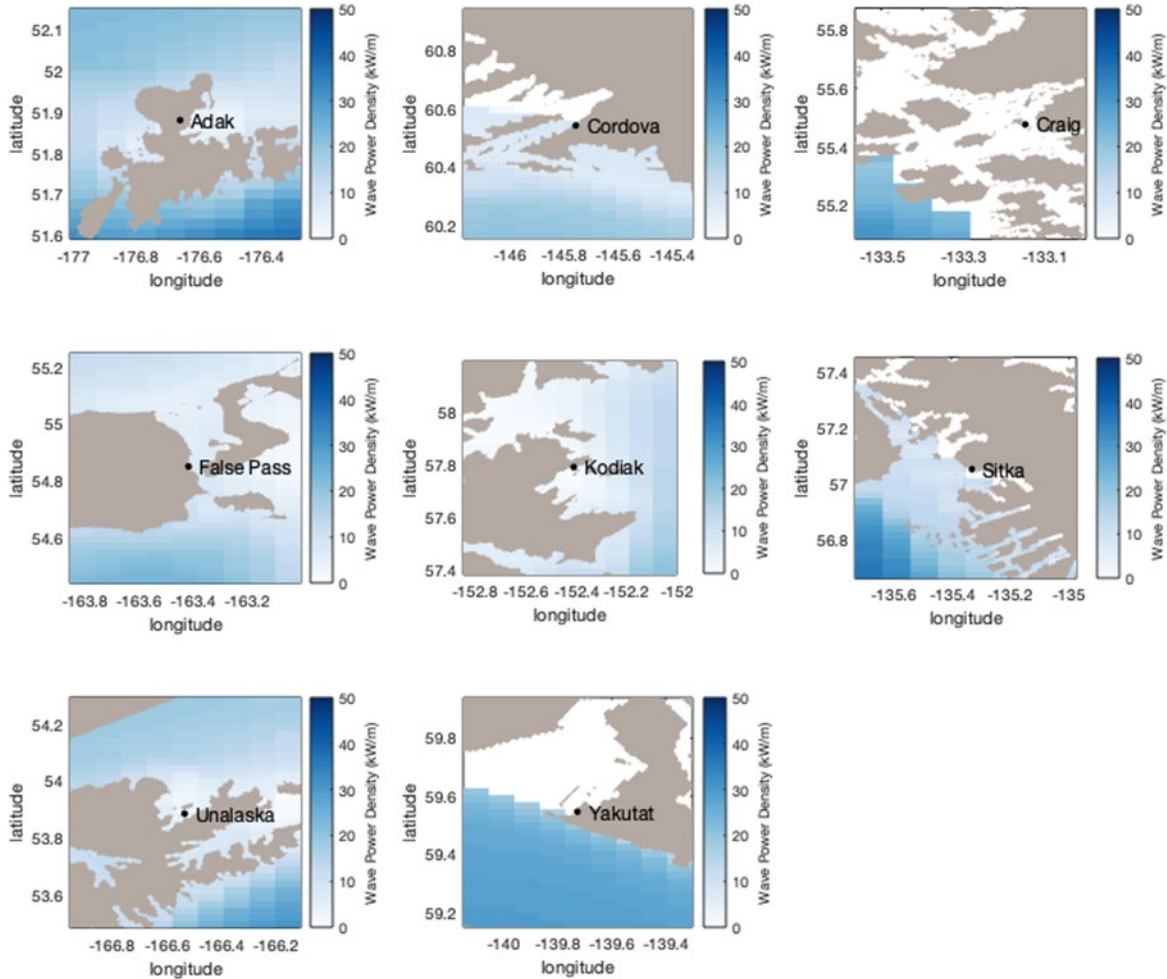 52.1
52
51.9
51.8
51.7
51.6
latitude
Adak
-177 -176.8 -176.6 -176.4
longitude
50
40
30
20
10
0
Wave Power Density (kW/m)
60.8
60.6
60.4
60.2
latitude
Cordova
-146 -145.8 -145.6 -145.4
longitude
50
40
30
20
10
0
Wave Power Density (kW/m)
55.8
55.6
55.4
55.2
latitude
Craig
-133.5 -133.3 -133.1
longitude
50
40
30
20
10
0
Wave Power Density (kW/m)
55.2
55
54.8
54.6
latitude
False Pass
-163.8 -163.6 -163.4 -163.2
longitude
50
40
30
20
10
0
Wave Power Density (kW/m)
58
57.8
57.6
57.4
latitude
Kodiak
-152.8 -152.6 -152.4 -152.2 -152
longitude
50
40
30
20
10
0
Wave Power Density (kW/m)
57.4
57.2
57
56.8
latitude
Sitka
-135.6 -135.4 -135.2 -135
longitude
50
40
30
20
10
0
Wave Power Density (kW/m)
54.2
54
53.8
53.6
latitude
Unalaska
-166.8 -166.6 -166.4 -166.2
longitude
50
40
30
20
10
0
Wave Power Density (kW/m)
59.8
59.6
59.4
59.2
latitude
Yakutat
-140 -139.8 -139.6 -139.4
longitude
50
40
30
20
10
0
Wave Power Density (kW/m)